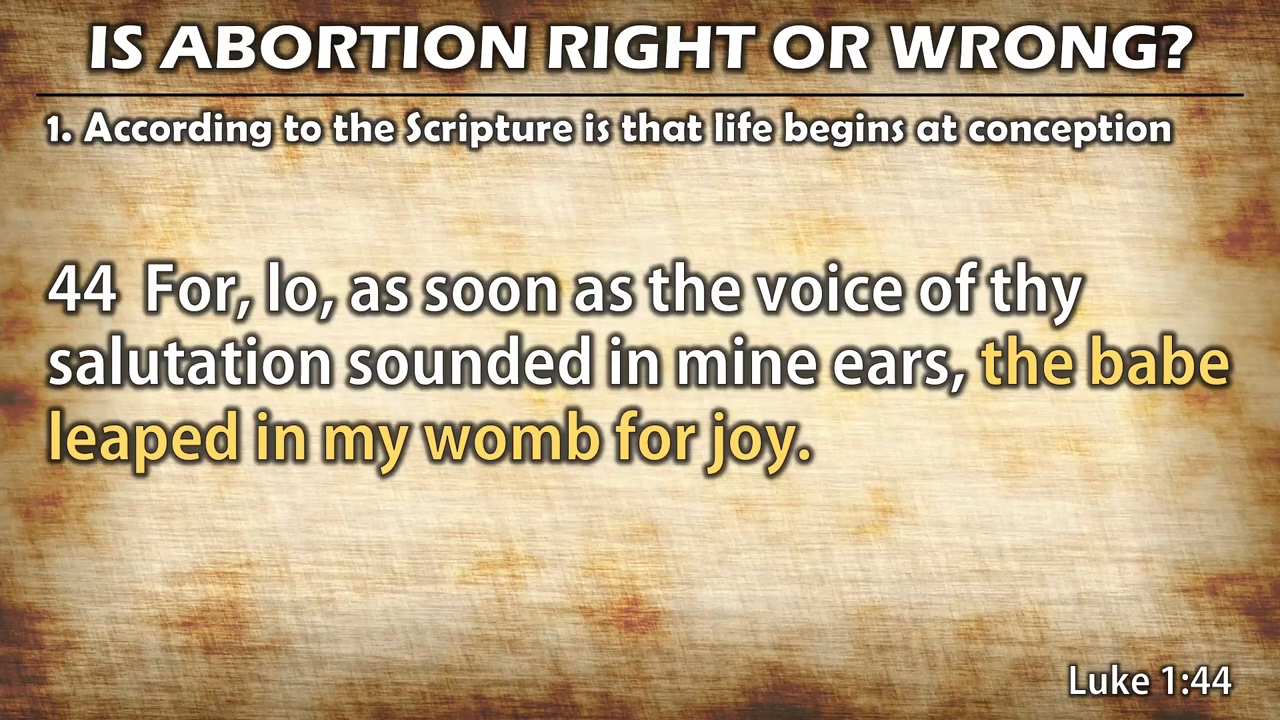 IS ABORTION RIGHT OR WRONG?
1. According to the Scripture is that life begins at conception
44  For, lo, as soon as the voice of thy
salutation sounded in mine ears, the babe
leaped in my womb for joy.
Luke 1:44